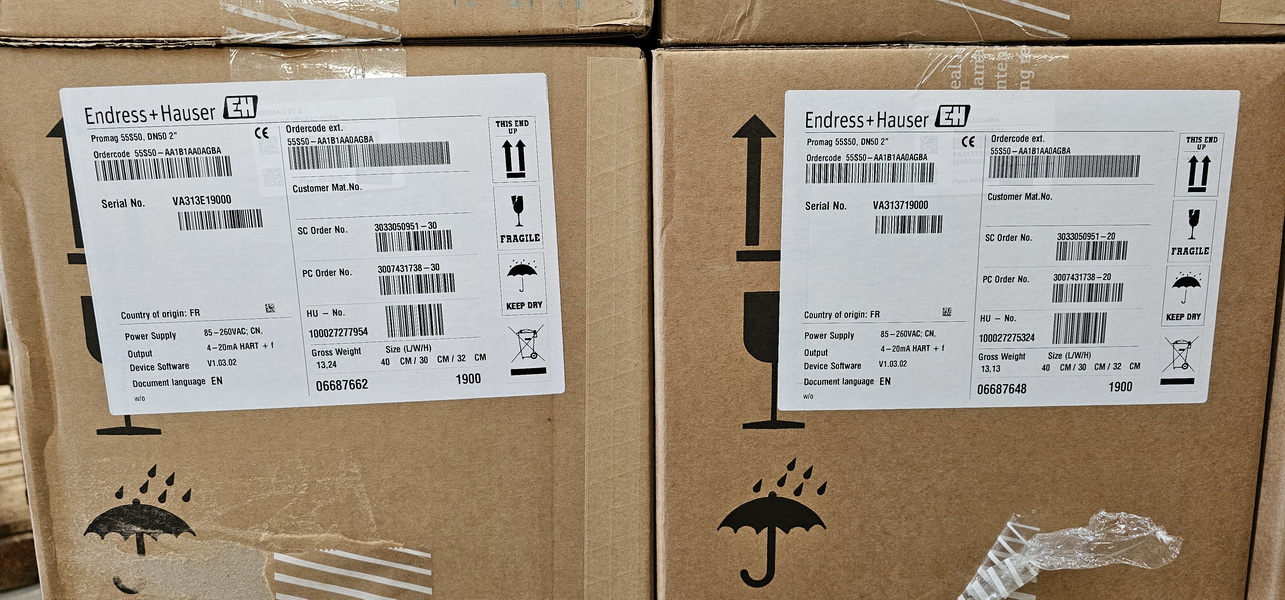 Endress+Hauser EH
Promag 55S50, DN50 2"
Ordercode 55S50-AA1B1AA0AGBA
Serial No. VA313E19000
Country of origin: FR
Power Supply 85-260VAC; CN,
Output 4-20mA HART + f
Device Software V1.03.02
Document language EN
w/o
CE
Ordercode ext.
55S50-AA1B1AA0AGBA
Customer Mat.No.
SC Order No. 3033050951-30
PC Order No. 3007431738-30
HU - No.
100027277954
Gross Weight Size (L/W/H)
13,24 40 CM / 30 CM / 32 CM
06687662 1900
THIS END
UP
FRAGILE
KEEP DRY
Endress+Hauser EH
Promag 55S50, DN50 2"
Ordercode 55S50-AA1B1AA0AGBA
Serial No. VA313719000
Country of origin: FR
Power Supply 85-260VAC; CN,
Output 4-20mA HART + f
Device Software V1.03.02
Document language EN
w/o
CE
Ordercode ext.
55S50-AA1B1AA0AGBA
Customer Mat.No.
SC Order No. 3033050951-20
PC Order No. 3007431738-20
HU - No.
100027275324
Gross Weight Size (L/W/H)
13,13 40 CM / 30 CM / 32 CM
06687648 1900
THIS END
UP
FRAGILE
KEEP DRY